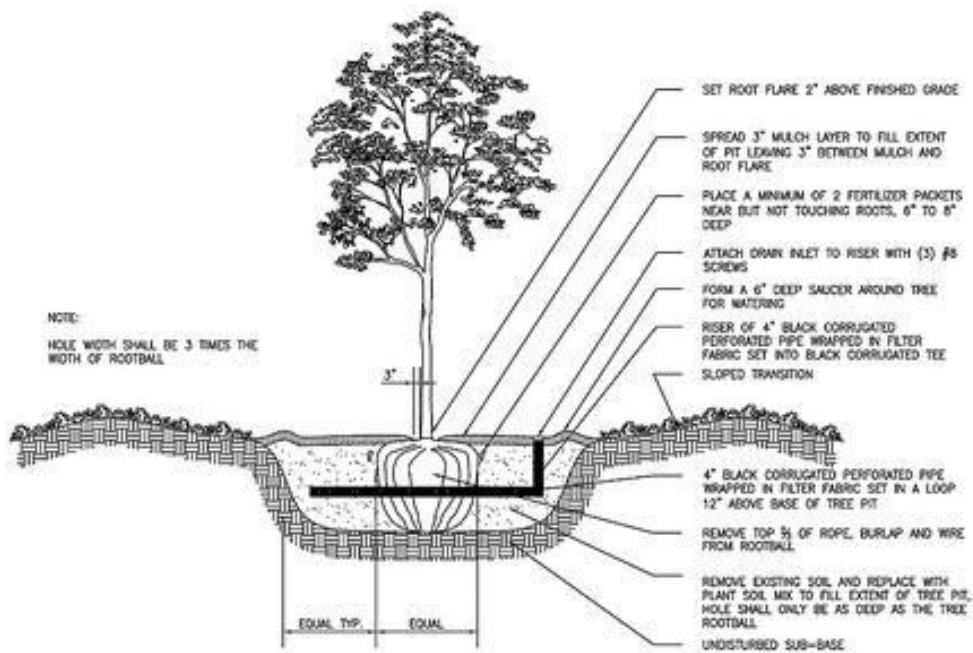 SET ROOT FLARE 2" ABOVE FINISHED GRADE
SPREAD 3" MULCH LAYER TO FILL EXTENT
OF PIT LEAVING 3" BETWEEN MULCH AND
ROOT FLARE
PLACE A MINIMUM OF 2 FERTILIZER PACKETS
NEAR BUT NOT TOUCHING ROOTS, 6" TO 8"
DEEP
ATTACH DRAIN INLET TO RISER WITH (3) #8
SCREWS
FORM A 6" DEEP SAUCER AROUND TREE
FOR WATERING
RISER OF 4" BLACK CORRUGATED
PERFORATED PIPE WRAPPED IN FILTER
FABRIC SET INTO BLACK CORRUGATED TEE
SLOPED TRANSITION
NOTE:
HOLE WIDTH SHALL BE 3 TIMES THE
WIDTH OF ROOTBALL
3"
4" BLACK CORRUGATED PERFORATED PIPE
WRAPPED IN FILTER FABRIC SET IN A LOOP
12" ABOVE BASE OF TREE PIT
REMOVE TOP OF ROPE, BURLAP AND WIRE
FROM ROOTBALL
REMOVE EXISTING SOIL AND REPLACE WITH
PLANT SOIL MIX TO FILL EXTENT OF TREE PIT,
HOLE SHALL ONLY BE AS DEEP AS THE TREE
ROOTBALL
UNDISTURBED SUB-BASE
EQUAL TYP.
EQUAL